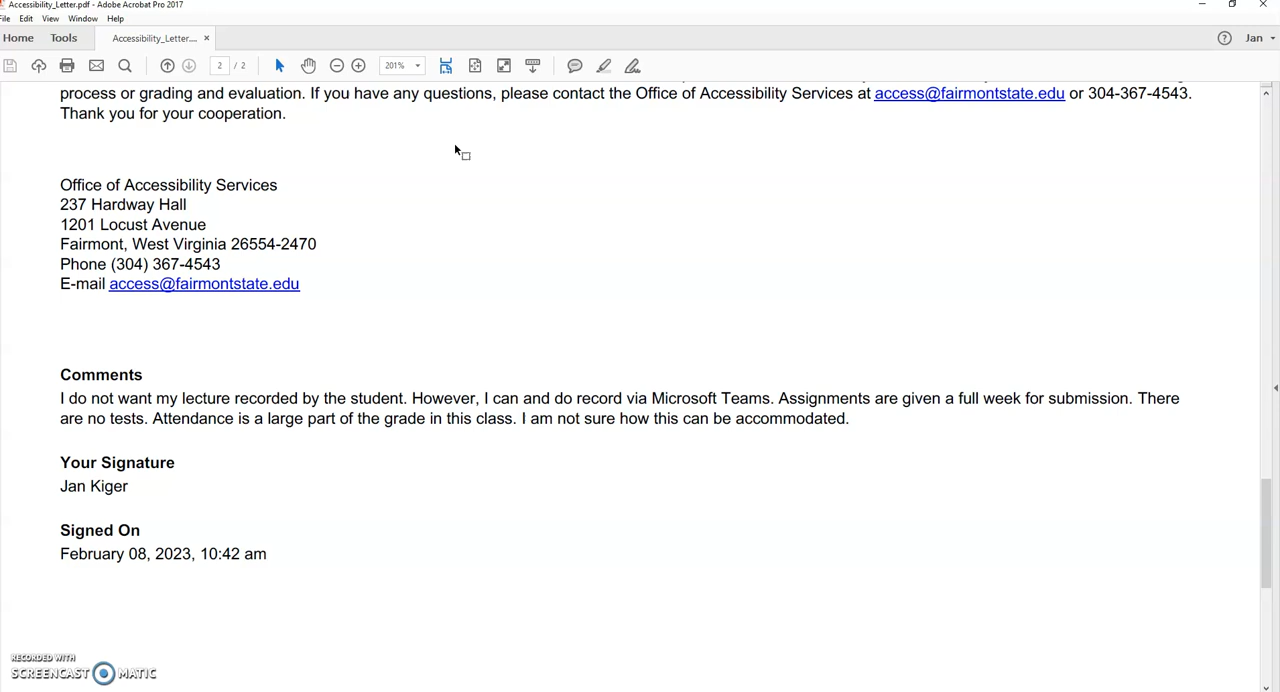 Accessibility_Letter.pdf - Adobe Acrobat Pro 2017
File Edit View Window Help
Home Tools Accessibility_Letter.... × Jan
2 / 2 201%
process or grading and evaluation. If you have any questions, please contact the Office of Accessibility Services at access@fairmontstate.edu or 304-367-4543.
Thank you for your cooperation.
Office of Accessibility Services
237 Hardway Hall
1201 Locust Avenue
Fairmont, West Virginia 26554-2470
Phone (304) 367-4543
E-mail access@fairmontstate.edu
Comments
I do not want my lecture recorded by the student. However, I can and do record via Microsoft Teams. Assignments are given a full week for submission. There
are no tests. Attendance is a large part of the grade in this class. I am not sure how this can be accommodated.
Your Signature
Jan Kiger
Signed On
February 08, 2023, 10:42 am
RECORDED WITH
SCREENCAST MATIC